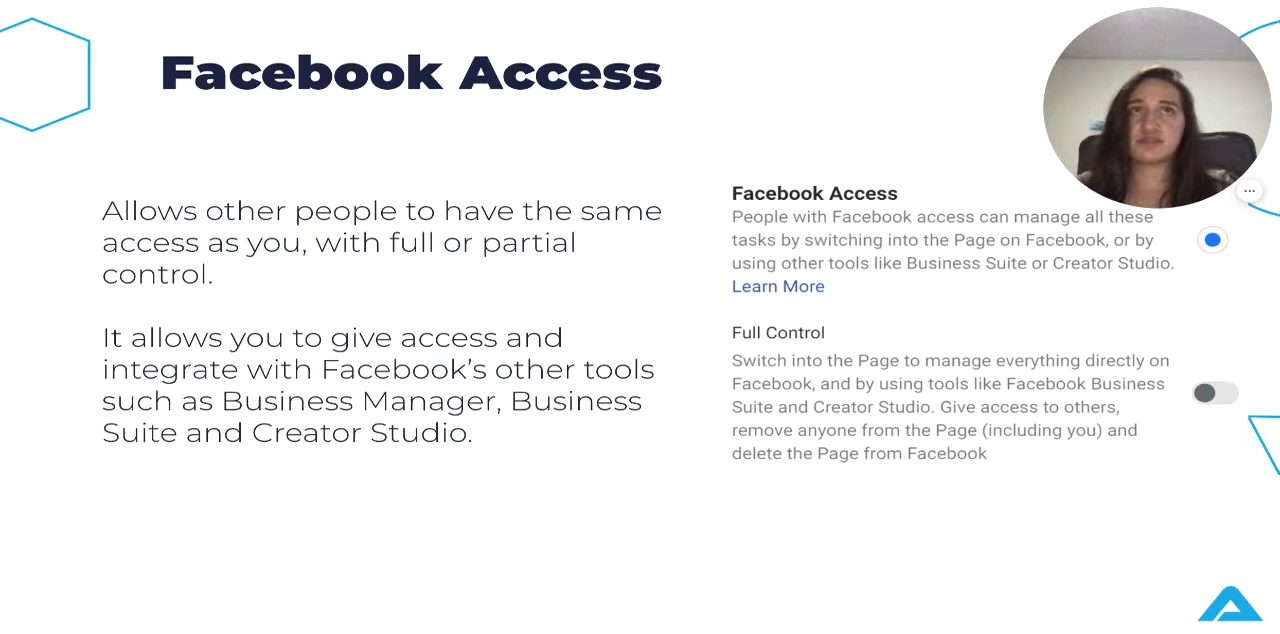 Facebook Access
Allows other people to have the same
access as you, with full or partial
control.
It allows you to give access and
integrate with Facebook’s other tools
such as Business Manager, Business
Suite and Creator Studio.
Facebook Access
People with Facebook access can manage all these
tasks by switching into the Page on Facebook, or by
using other tools like Business Suite or Creator Studio.
Learn More
Full Control
Switch into the Page to manage everything directly on
Facebook, and by using tools like Facebook Business
Suite and Creator Studio. Give access to others,
remove anyone from the Page (including you) and
delete the Page from Facebook